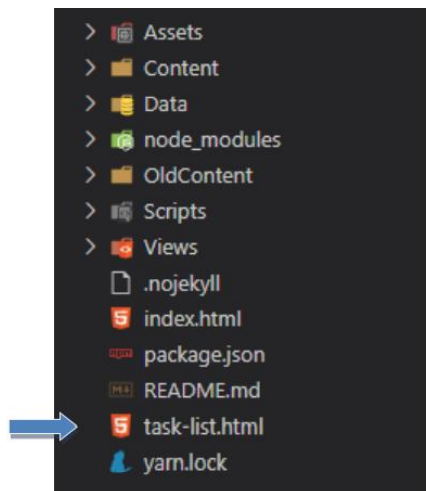 Assets
Content
Data
node_modules
OldContent
Scripts
Views
.nojekyll
index.html
package.json
README.md
task-list.html
yarn.lock